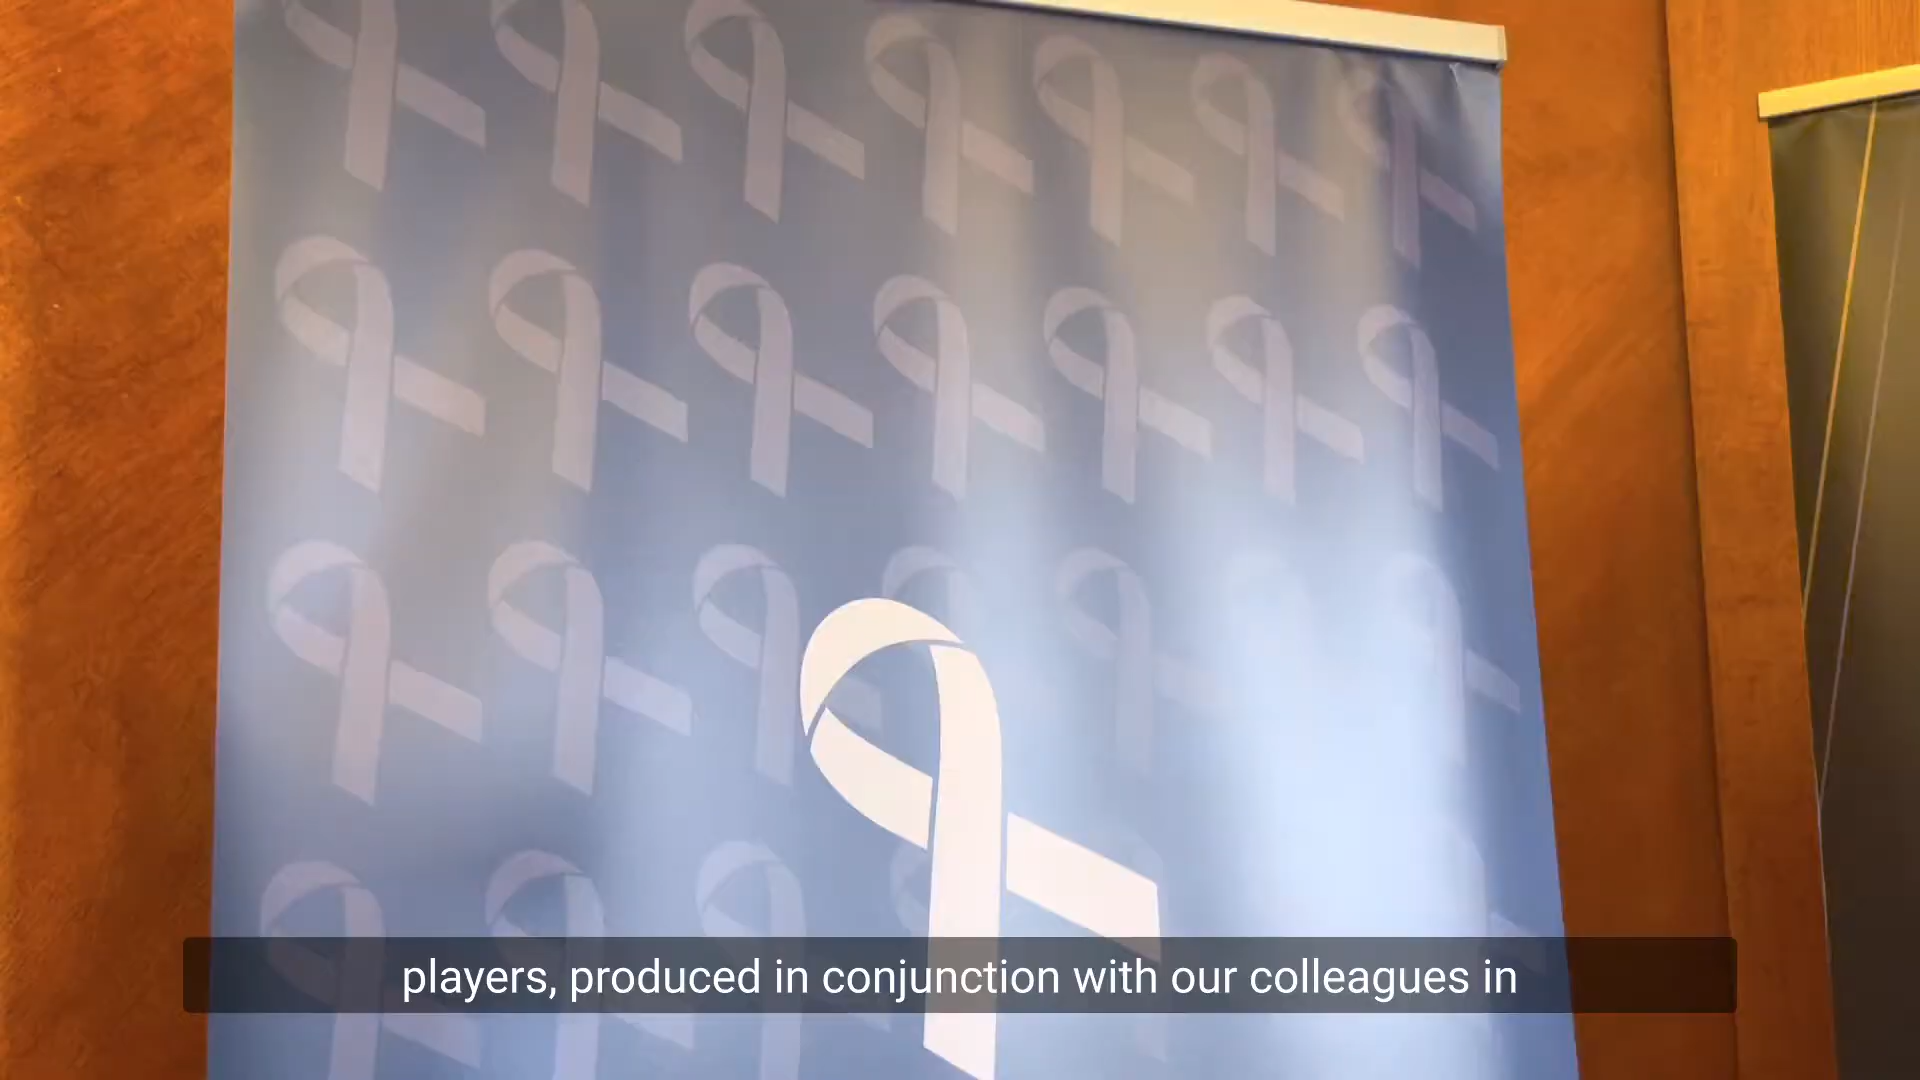 players, produced in conjunction with our colleagues in